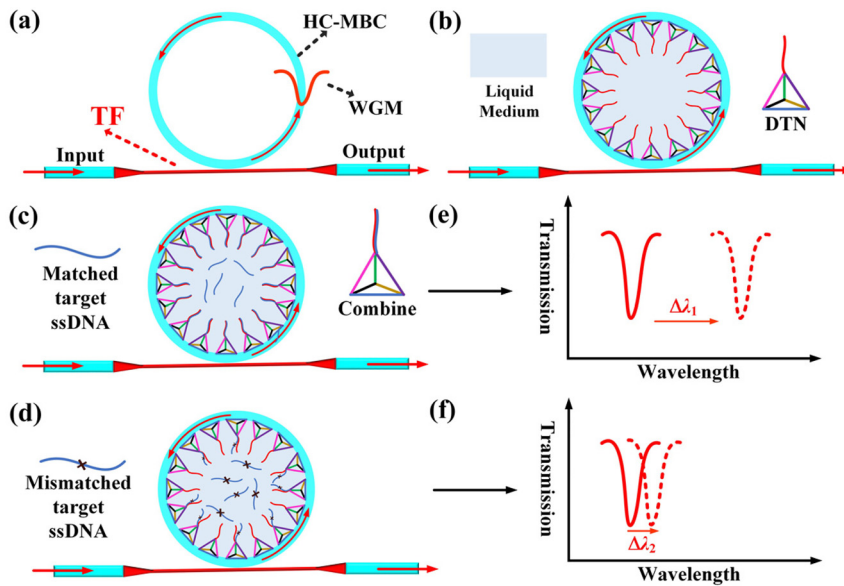 (a)
HC-MBC
WGM
TF
Input
Output
(b)
Liquid
Medium
DTN
(c)
Matched
target
ssDNA
Combine
(e)
Transmission
Δλ₁
Wavelength
(d)
Mismatched
target
ssDNA
(f)
Transmission
Δλ₂
Wavelength